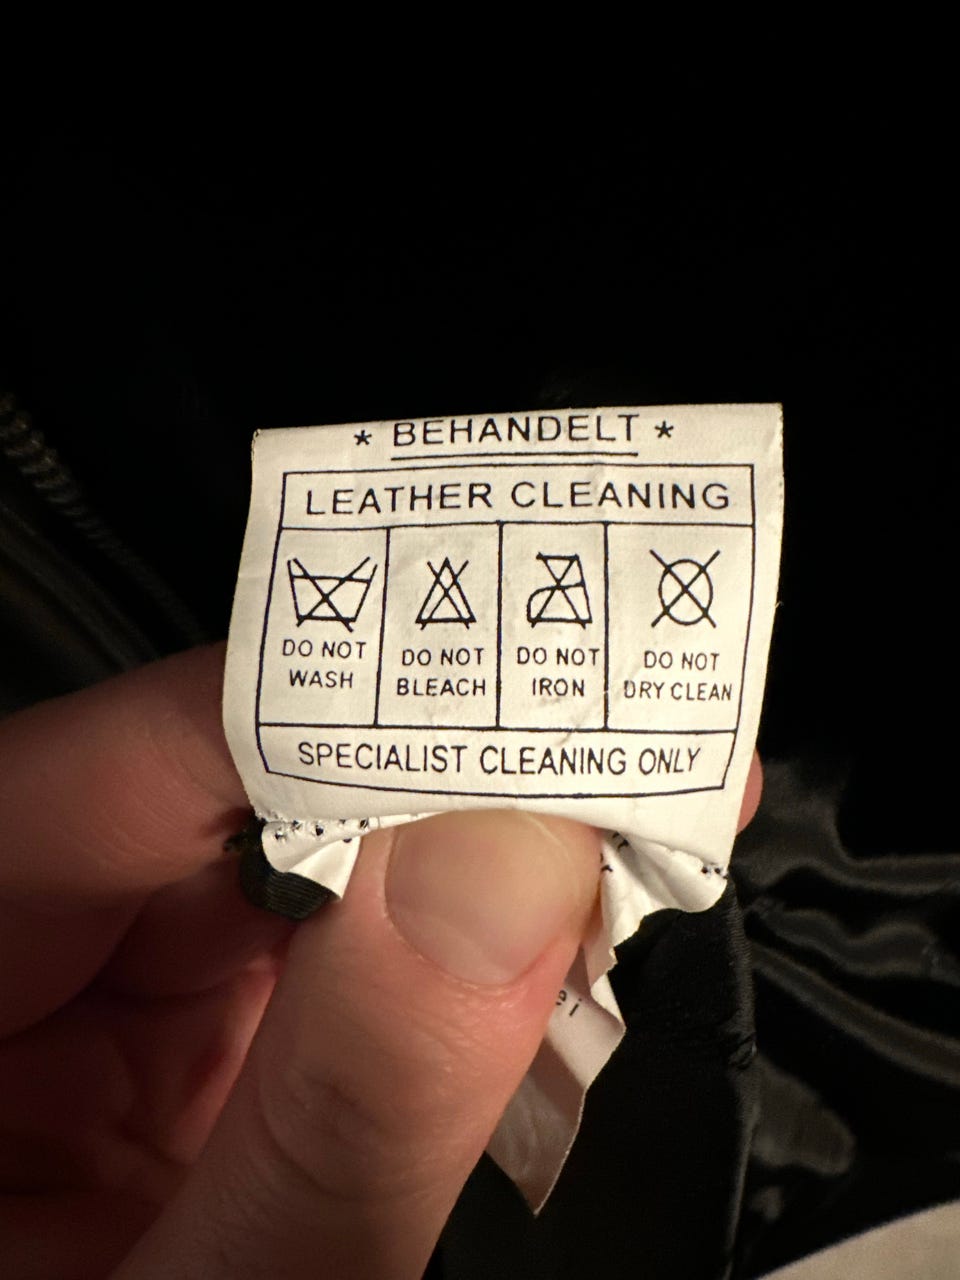 * BEHANDELT *
LEATHER CLEANING
DO NOT
WASH
DO NOT
BLEACH
DO NOT
IRON
DO NOT
DRY CLEAN
SPECIALIST CLEANING ONLY